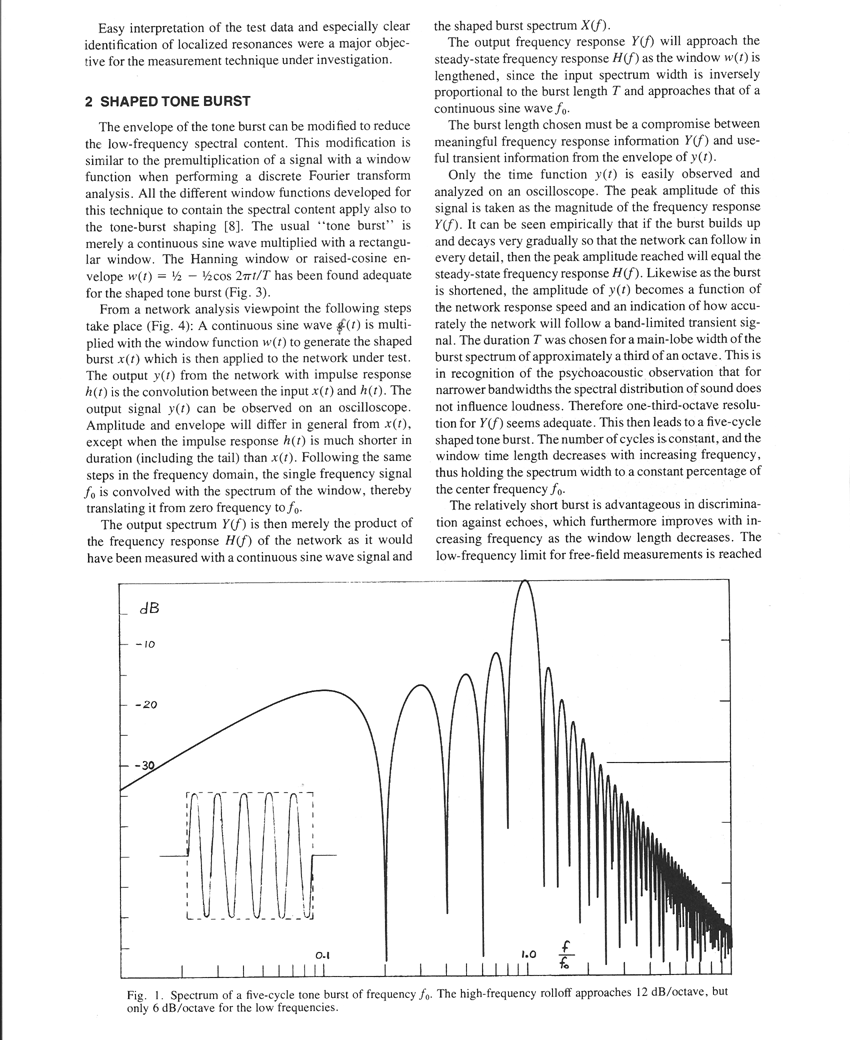 Easy interpretation of the test data and especially clear
identification of localized resonances were a major objec-
tive for the measurement technique under investigation.
2 SHAPED TONE BURST
The envelope of the tone burst can be modified to reduce
the low-frequency spectral content. This modification is
similar to the premultiplication of a signal with a window
function when performing a discrete Fourier transform
analysis. All the different window functions developed for
this technique to contain the spectral content apply also to
the tone-burst shaping [8]. The usual “tone burst” is
merely a continuous sine wave multiplied with a rectangu-
lar window. The Hanning window or raised-cosine en-
velope w(t) = ½ − ½cos 2πt/T has been found adequate
for the shaped tone burst (Fig. 3).
From a network analysis viewpoint the following steps
take place (Fig. 4): A continuous sine wave (t) is multi-
plied with the window function w(t) to generate the shaped
burst x(t) which is then applied to the network under test.
The output y(t) from the network with impulse response
h(t) is the convolution between the input x(t) and h(t). The
output signal y(t) can be observed on an oscilloscope.
Amplitude and envelope will differ in general from x(t),
except when the impulse response h(t) is much shorter in
duration (including the tail) than x(t). Following the same
steps in the frequency domain, the single frequency signal
f₀ is convolved with the spectrum of the window, thereby
translating it from zero frequency to f₀.
The output spectrum Y(f) is then merely the product of
the frequency response H(f) of the network as it would
have been measured with a continuous sine wave signal and
the shaped burst spectrum X(f).
The output frequency response Y(f) will approach the
steady-state frequency response H(f) as the window w(t) is
lengthened, since the input spectrum width is inversely
proportional to the burst length T and approaches that of a
continuous sine wave f₀.
The burst length chosen must be a compromise between
meaningful frequency response information Y(f) and use-
ful transient information from the envelope of y(t).
Only the time function y(t) is easily observed and
analyzed on an oscilloscope. The peak amplitude of this
signal is taken as the magnitude of the frequency response
Y(f). It can be seen empirically that if the burst builds up
and decays very gradually so that the network can follow in
every detail, then the peak amplitude reached will equal the
steady-state frequency response H(f). Likewise as the burst
is shortened, the amplitude of y(t) becomes a function of
the network response speed and an indication of how accu-
rately the network will follow a band-limited transient sig-
nal. The duration T was chosen for a main-lobe width of the
burst spectrum of approximately a third of an octave. This is
in recognition of the psychoacoustic observation that for
narrower bandwidths the spectral distribution of sound does
not influence loudness. Therefore one-third-octave resolu-
tion for Y(f) seems adequate. This then leads to a five-cycle
shaped tone burst. The number of cycles is constant, and the
window time length decreases with increasing frequency,
thus holding the spectrum width to a constant percentage of
the center frequency f₀.
The relatively short burst is advantageous in discrimina-
tion against echoes, which furthermore improves with in-
creasing frequency as the window length decreases. The
low-frequency limit for free-field measurements is reached
dB
-10
-20
-30
0.1
1.0
f
f₀
Fig. 1. Spectrum of a five-cycle tone burst of frequency f₀. The high-frequency rolloff approaches 12 dB/octave, but
only 6 dB/octave for the low frequencies.